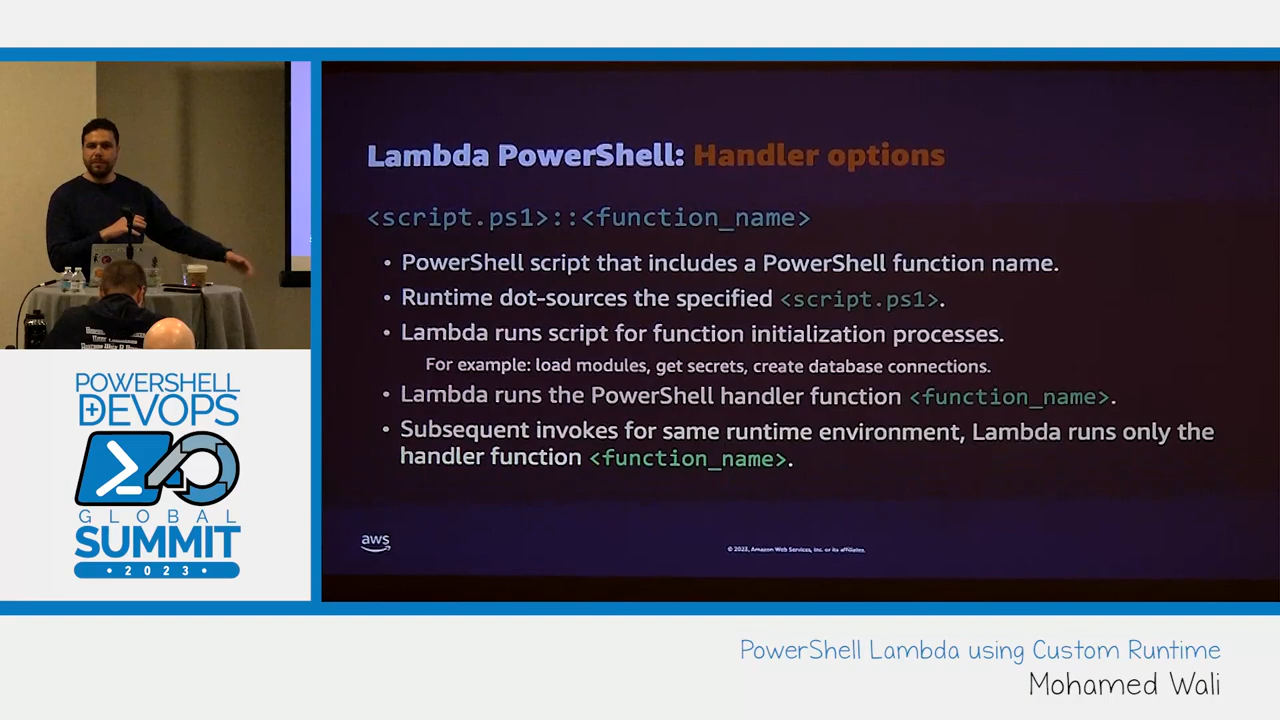 Lambda PowerShell: Handler options
<script.ps1>::<function_name>
• PowerShell script that includes a PowerShell function name.
• Runtime dot-sources the specified <script.ps1>.
• Lambda runs script for function initialization processes.
For example: load modules, get secrets, create database connections.
• Lambda runs the PowerShell handler function <function_name>.
• Subsequent invokes for same runtime environment, Lambda runs only the
handler function <function_name>.
aws
© 2023, Amazon Web Services, Inc. or its affiliates.
POWERSHELL
+DEVOPS
GLOBAL
SUMMIT
• 2023 •
PowerShell Lambda using Custom Runtime
Mohamed Wali